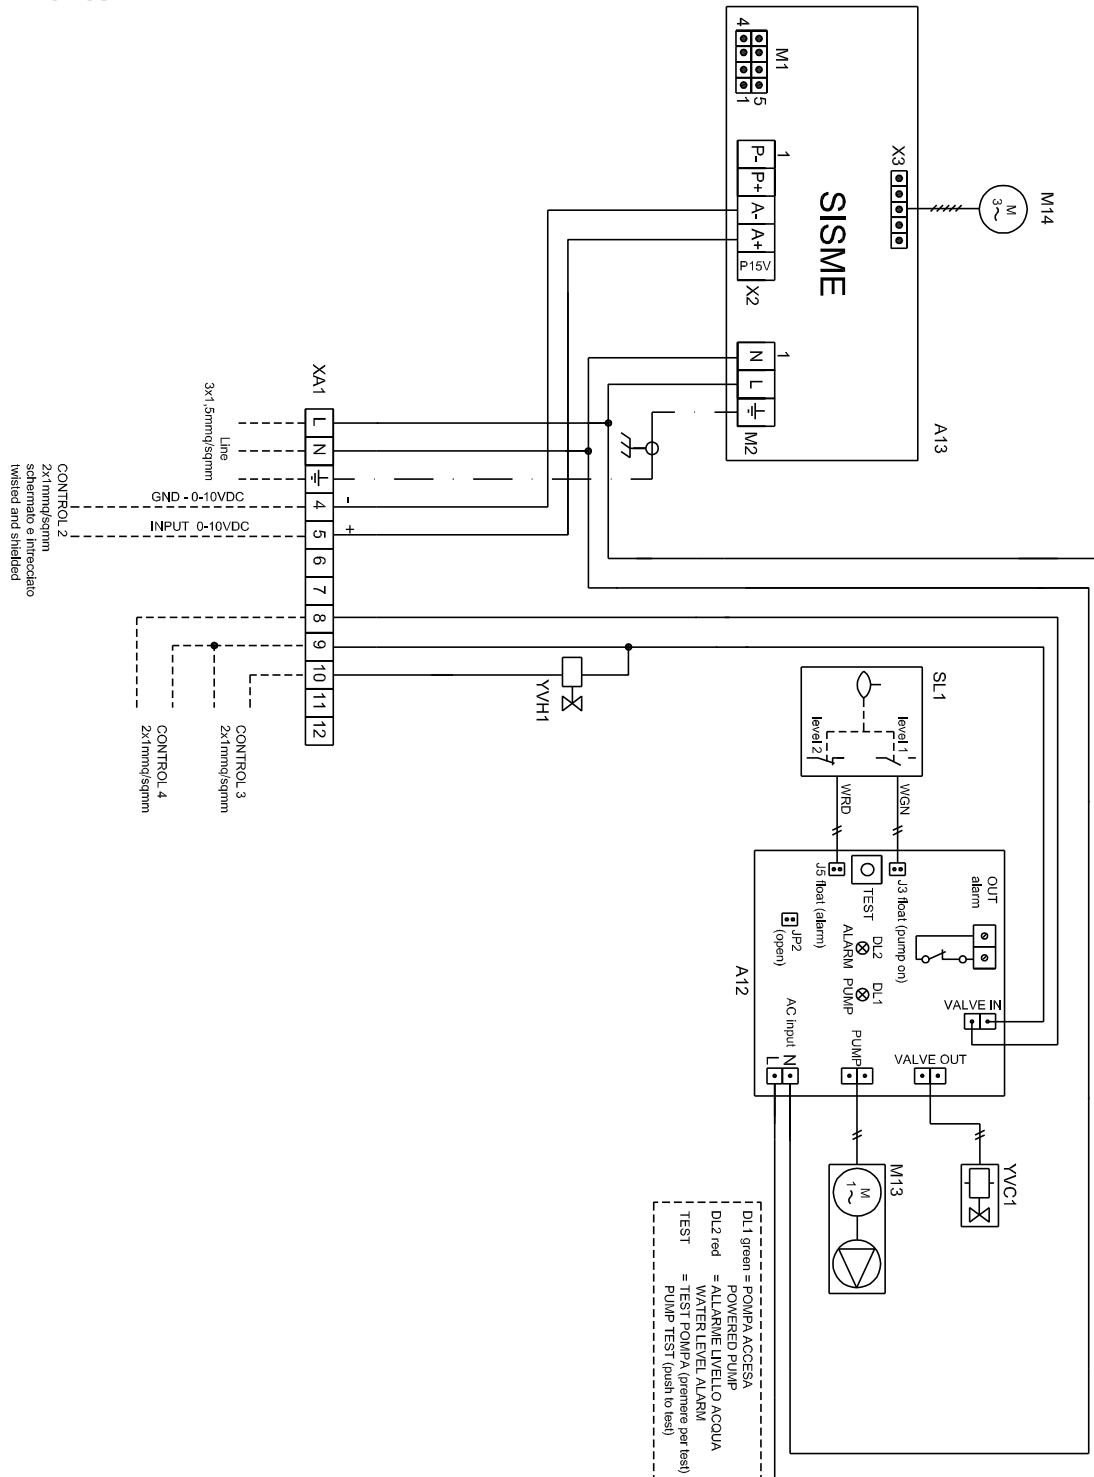 M14
M
3~
X3
A13
SISME
M1
4
1
5
1
P-
P+
A-
A+
P15V
X2
1
N
L
M2
XA1
L
N
4
5
6
7
8
9
10
11
12
-
+
Line
3x1,5mmq/sqmm
GND - 0-10VDC
INPUT 0-10VDC
CONTROL 2
2x1mmq/sqmm
schermato e intrecciato
twisted and shielded
CONTROL 3
2x1mmq/sqmm
CONTROL 4
2x1mmq/sqmm
YVH1
SL1
level 1
level 2
WGN
WRD
OUT
alarm
J3 float (pump on)
TEST
J5 float (alarm)
DL2
ALARM
DL1
PUMP
JP2
(open)
A12
VALVE IN
VALVE OUT
PUMP
AC input
N
L
YVC1
M13
M
1~
DL1 green = POMPA ACCESA
POWERED PUMP
DL2 red = ALLARME LIVELLO ACQUA
WATER LEVEL ALARM
TEST = TEST POMPA (premere per test)
PUMP TEST (push to test)